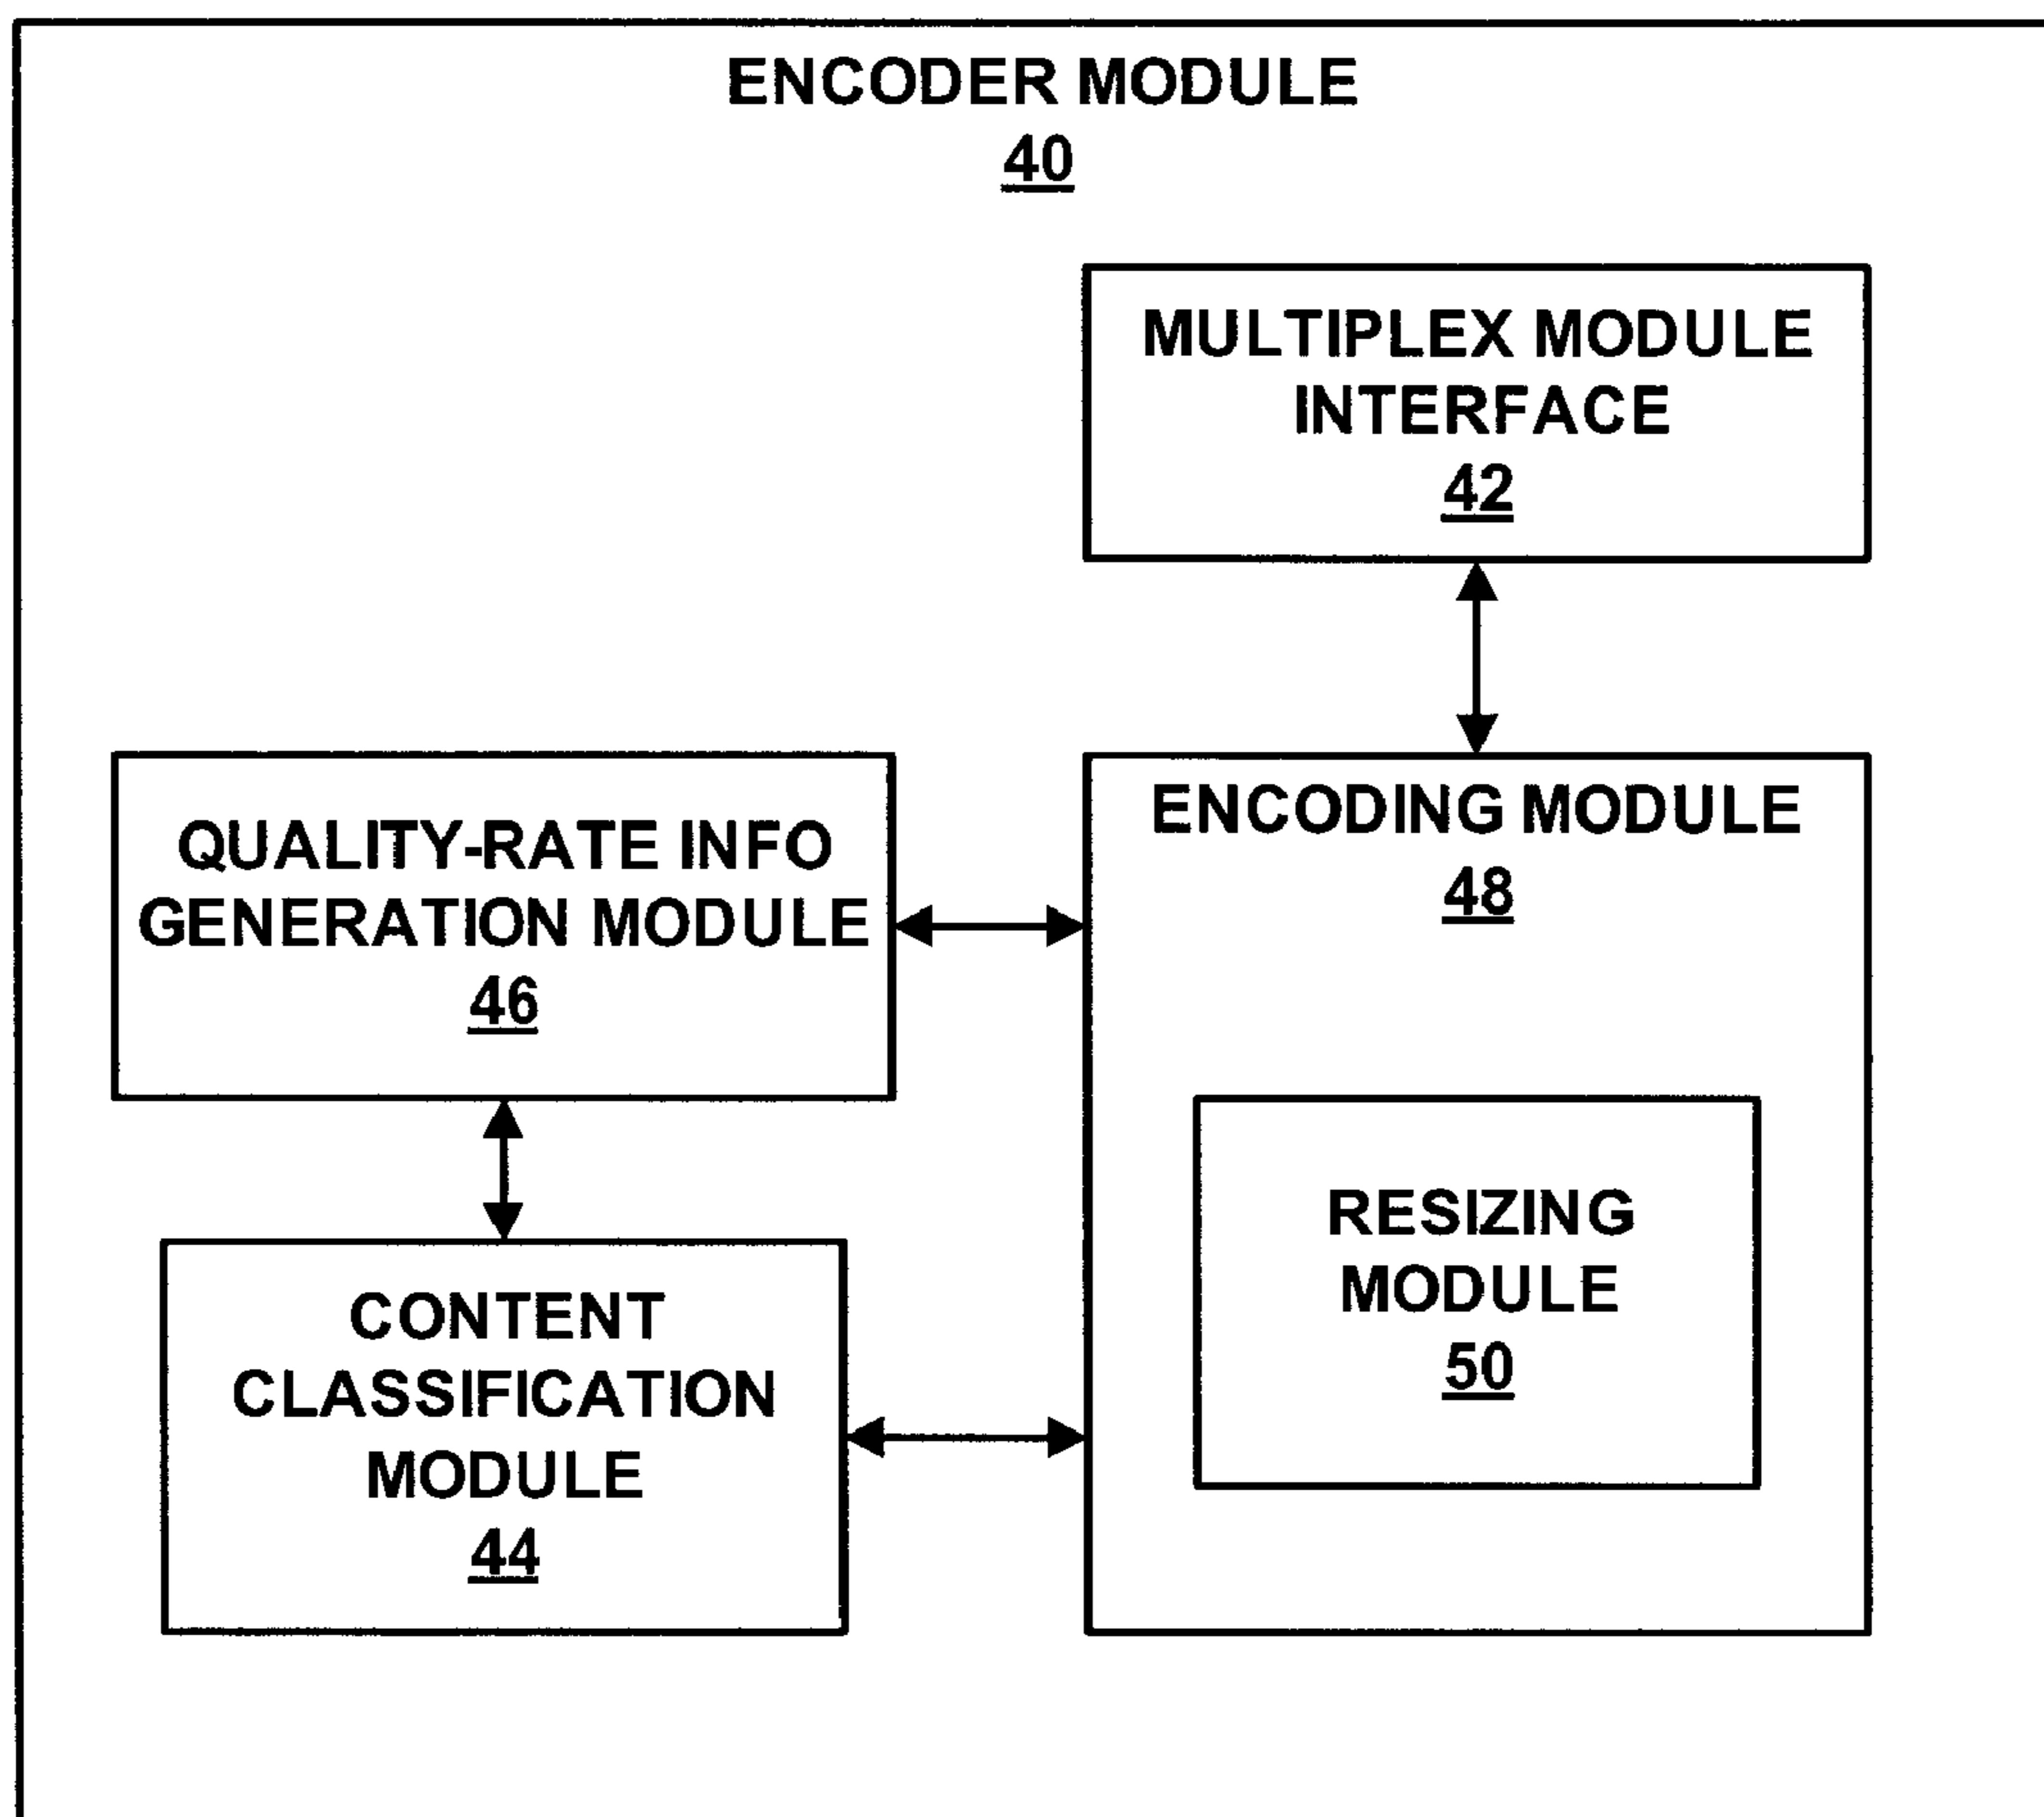 ENCODER MODULE
40
MULTIPLEX MODULE
INTERFACE
42
QUALITY-RATE INFO
GENERATION MODULE
46
ENCODING MODULE
48
RESIZING
MODULE
50
CONTENT
CLASSIFICATION
MODULE
44